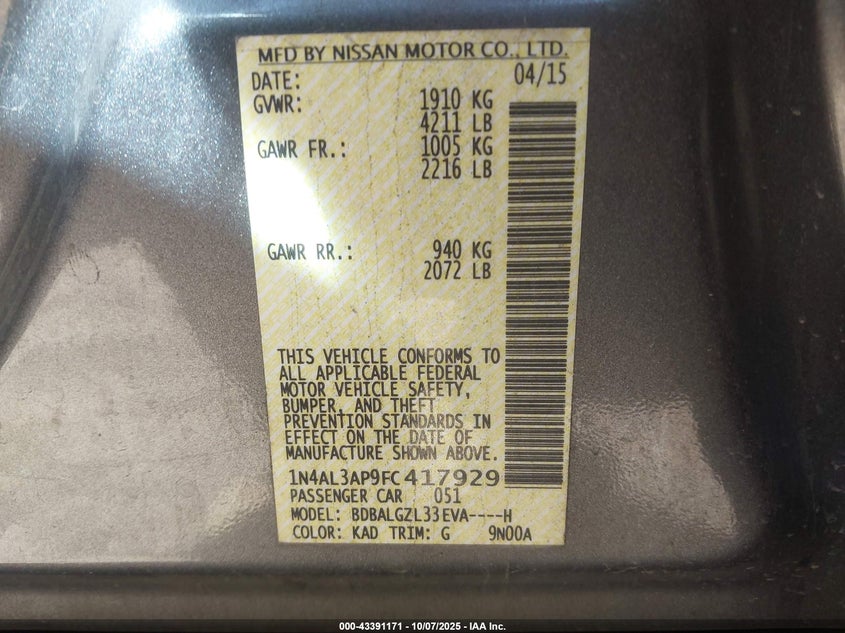 MFD BY NISSAN MOTOR CO., LTD.
DATE: 04/15
GVWR: 1910 KG
4211 LB
GAWR FR.: 1005 KG
2216 LB
GAWR RR.: 940 KG
2072 LB
THIS VEHICLE CONFORMS TO
ALL APPLICABLE FEDERAL
MOTOR VEHICLE SAFETY,
BUMPER, AND THEFT
PREVENTION STANDARDS IN
EFFECT ON THE DATE OF
MANUFACTURE SHOWN ABOVE.
1N4AL3AP9FC417929
PASSENGER CAR 051
MODEL: BDBALGZL33EVA----H
COLOR: KAD TRIM: G 9N00A
000-43391171 - 10/07/2025 - IAA Inc.